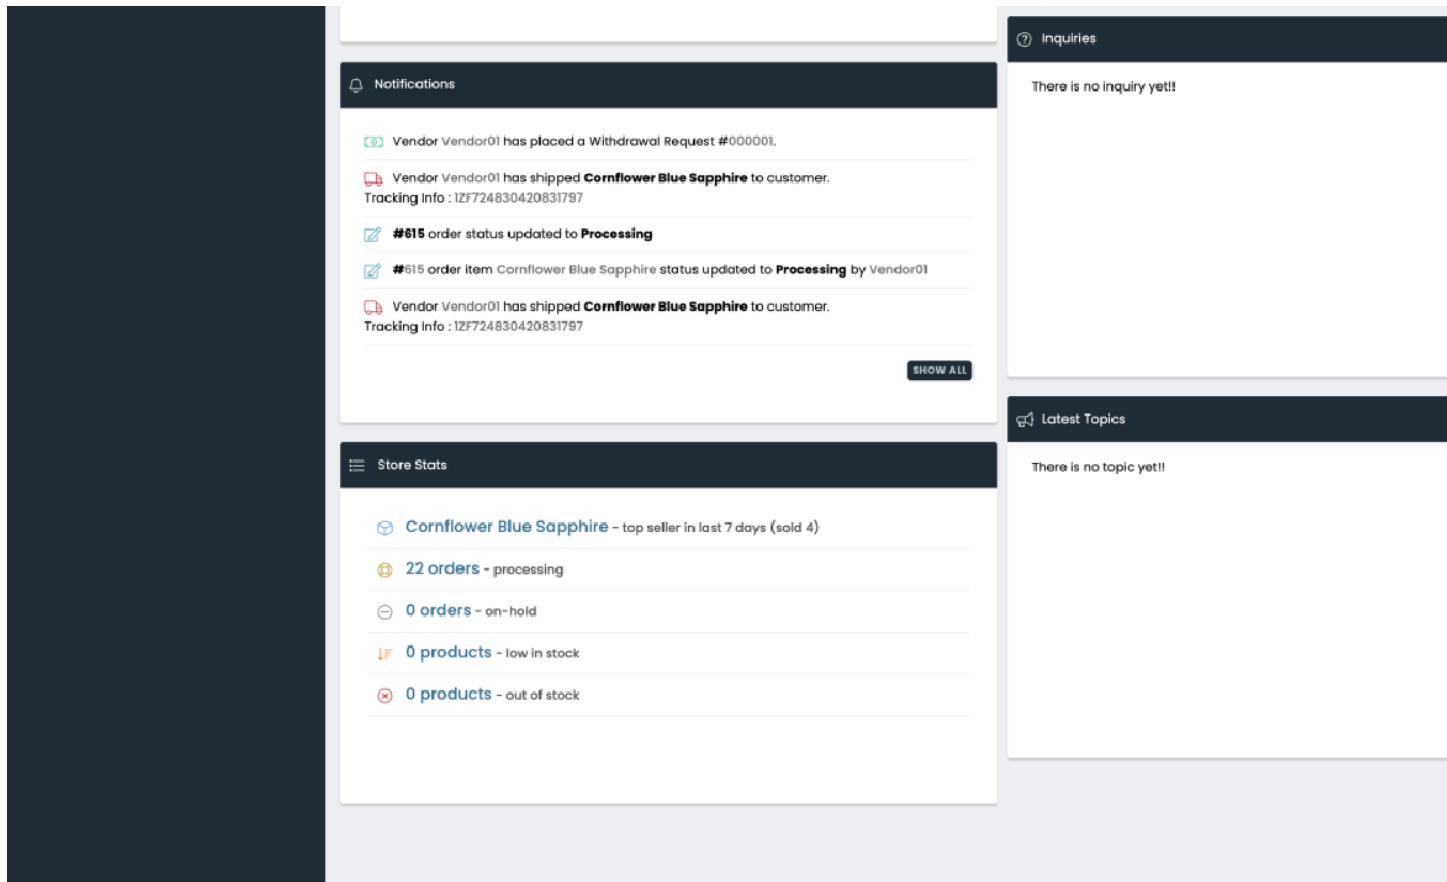 Notifications
Vendor Vendor01 has placed a Withdrawal Request #000001.
Vendor Vendor01 has shipped Cornflower Blue Sapphire to customer.
Tracking Info : 1ZF724830420831797
#615 order status updated to Processing
#615 order item Cornflower Blue Sapphire status updated to Processing by Vendor01
Vendor Vendor01 has shipped Cornflower Blue Sapphire to customer.
Tracking Info : 1ZF724830420831797
SHOW ALL
Store Stats
Cornflower Blue Sapphire - top seller in last 7 days (sold 4)
22 orders - processing
0 orders - on-hold
0 products - low in stock
0 products - out of stock
Inquiries
There is no inquiry yet!!
Latest Topics
There is no topic yet!!